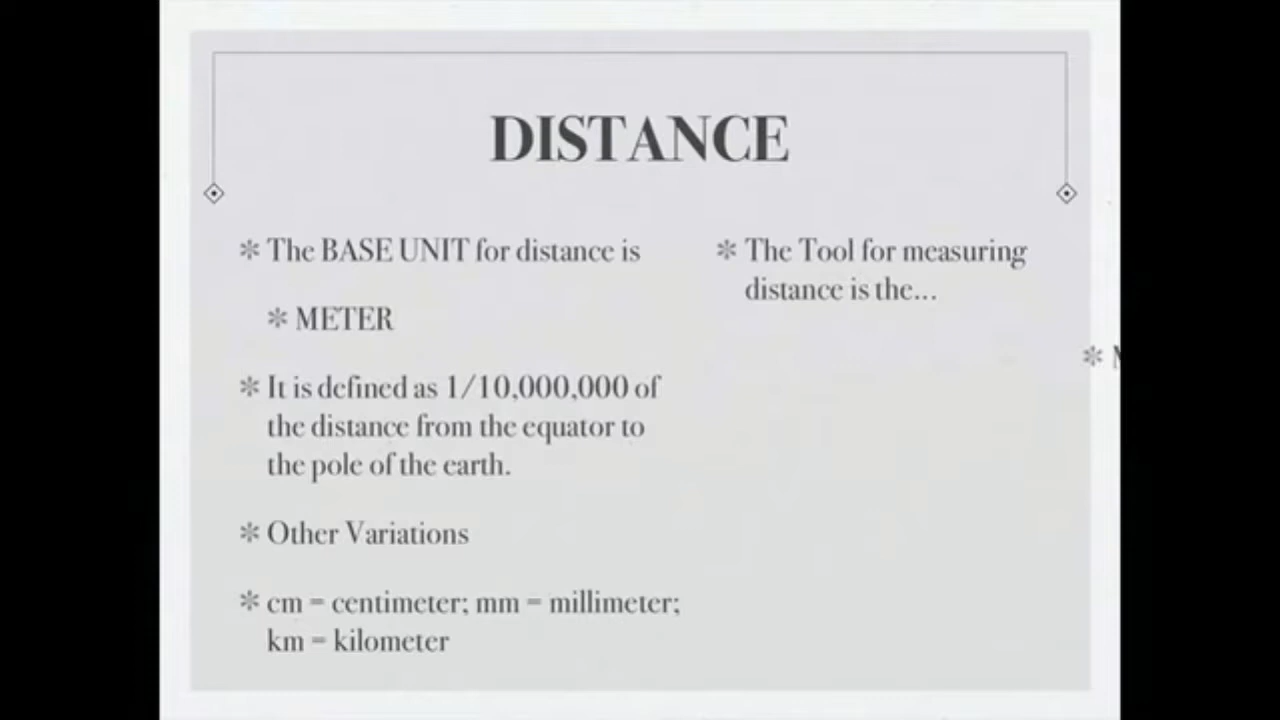 DISTANCE
* The BASE UNIT for distance is
* METER
* It is defined as 1/10,000,000 of
the distance from the equator to
the pole of the earth.
* Other Variations
* cm = centimeter; mm = millimeter;
km = kilometer
* The Tool for measuring
distance is the...